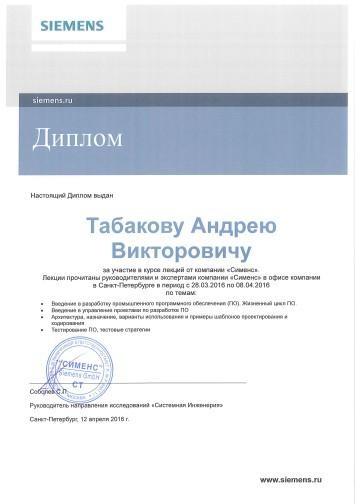 SIEMENS
siemens.ru
Диплом
Настоящий Диплом выдан
Табакову Андрею
Викторовичу
за участие в курсе лекций от компании «Сименс».
Лекции прочитаны руководителями и экспертами компании «Сименс» в офисе компании
в Санкт-Петербурге в период с 28.03.2016 по 08.04.2016
по темам:
• Введение в разработку промышленного программного обеспечения (ПО). Жизненный цикл ПО.
• Введение в управление проектами по разработке ПО
• Архитектура, назначение, варианты использования и примеры шаблонов проектирования и
кодирования
• Тестирование ПО, тестовые стратегии
"СИМЕНС"
Siemens GmbH
СТ
Соболев С.П.
Руководитель направления исследований «Системная Инженерия»
Санкт-Петербург, 12 апреля 2016 г.
www.siemens.ru